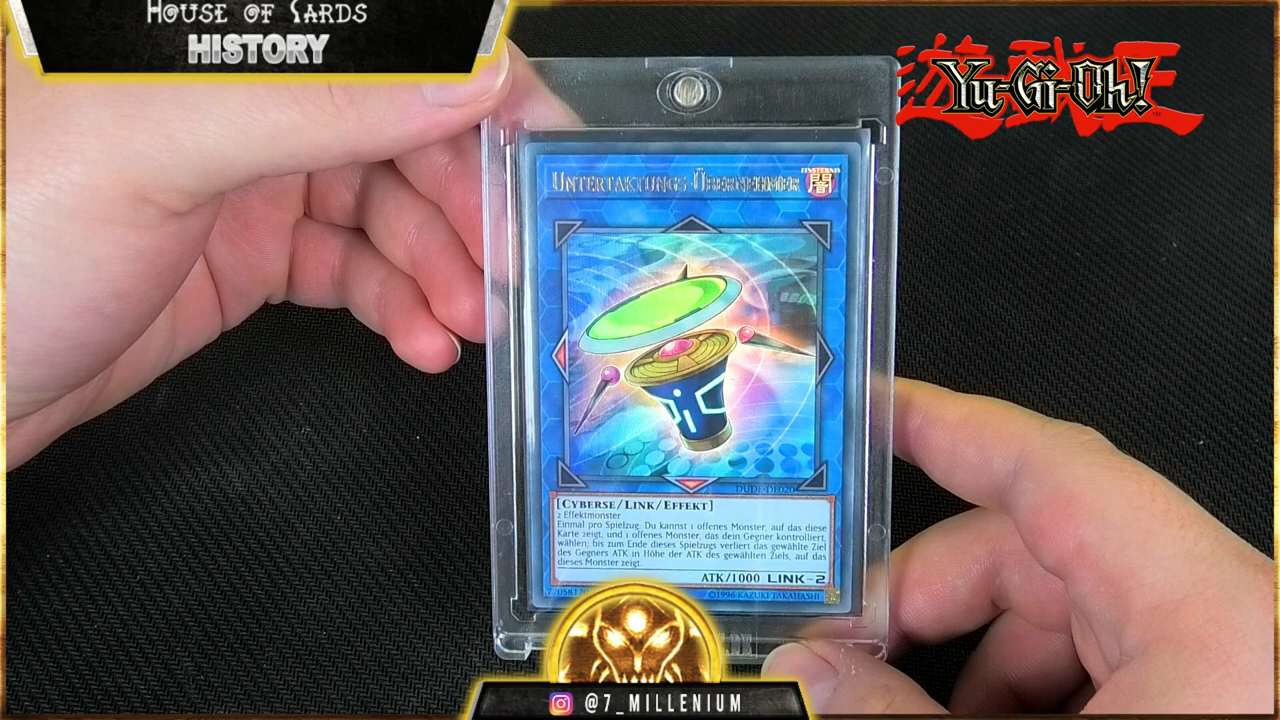 House of Cards
HISTORY
Yu-Gi-Oh!
Untertaktungs-Übernehmer
FINSTERNIS
闇
DUDE-DE020
[Cyberse/Link/Effekt]
2 Effektmonster
Einmal pro Spielzug: Du kannst 1 offenes Monster, auf das diese
Karte zeigt, und 1 offenes Monster, das dein Gegner kontrolliert,
wählen; bis zum Ende dieses Spielzugs verliert das gewählte Ziel
des Gegners ATK in Höhe der ATK des gewählten Ziels, auf das
dieses Monster zeigt.
ATK/1000 LINK-2
©1996 KAZUKI TAKAHASHI
@7_MILLENIUM